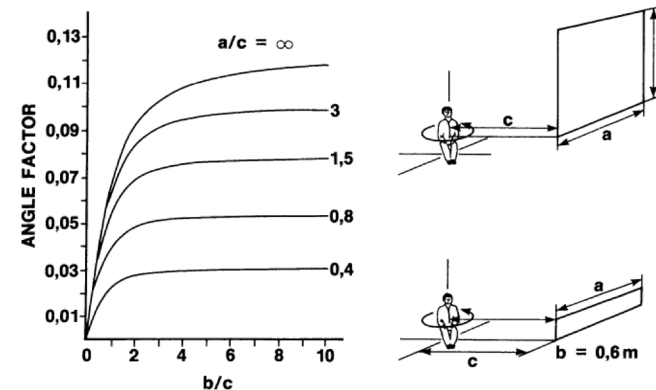 ANGLE FACTOR
0,13
0,11
0,09
0,07
0,05
0,03
0,01
a/c = ∞
3
1,5
0,8
0,4
0 2 4 6 8 10
b/c
c
a
a
c
b = 0,6 m